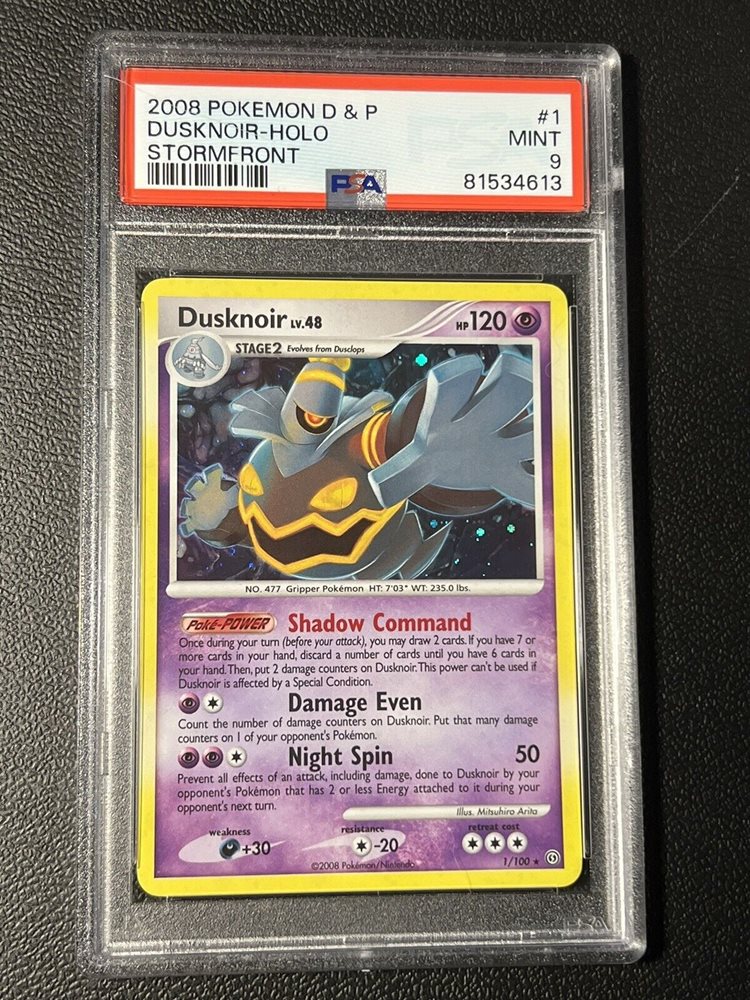 2008 POKEMON D & P #1
DUSKNOIR-HOLO MINT
STORMFRONT 9
PSA 81534613
Dusknoir LV.48 HP 120
STAGE2 Evolves from Dusclops
NO. 477 Gripper Pokémon HT: 7'03" WT: 235.0 lbs.
Poké-POWER Shadow Command
Once during your turn (before your attack), you may draw 2 cards. If you have 7 or
more cards in your hand, discard a number of cards until you have 6 cards in
your hand. Then, put 2 damage counters on Dusknoir. This power can't be used if
Dusknoir is affected by a Special Condition.
Damage Even
Count the number of damage counters on Dusknoir. Put that many damage
counters on 1 of your opponent's Pokémon.
Night Spin 50
Prevent all effects of an attack, including damage, done to Dusknoir by your
opponent's Pokémon that has 2 or less Energy attached to it during your
opponent's next turn.
Illus. Mitsuhiro Arita
weakness resistance retreat cost
+30 -20
©2008 Pokémon/Nintendo 1/100 ★